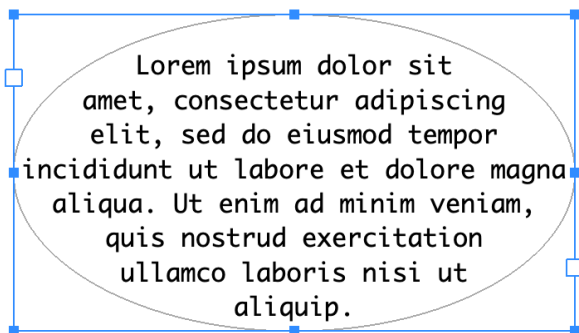 Lorem ipsum dolor sit
amet, consectetur adipiscing
elit, sed do eiusmod tempor
incididunt ut labore et dolore magna
aliqua. Ut enim ad minim veniam,
quis nostrud exercitation
ullamco laboris nisi ut
aliquip.